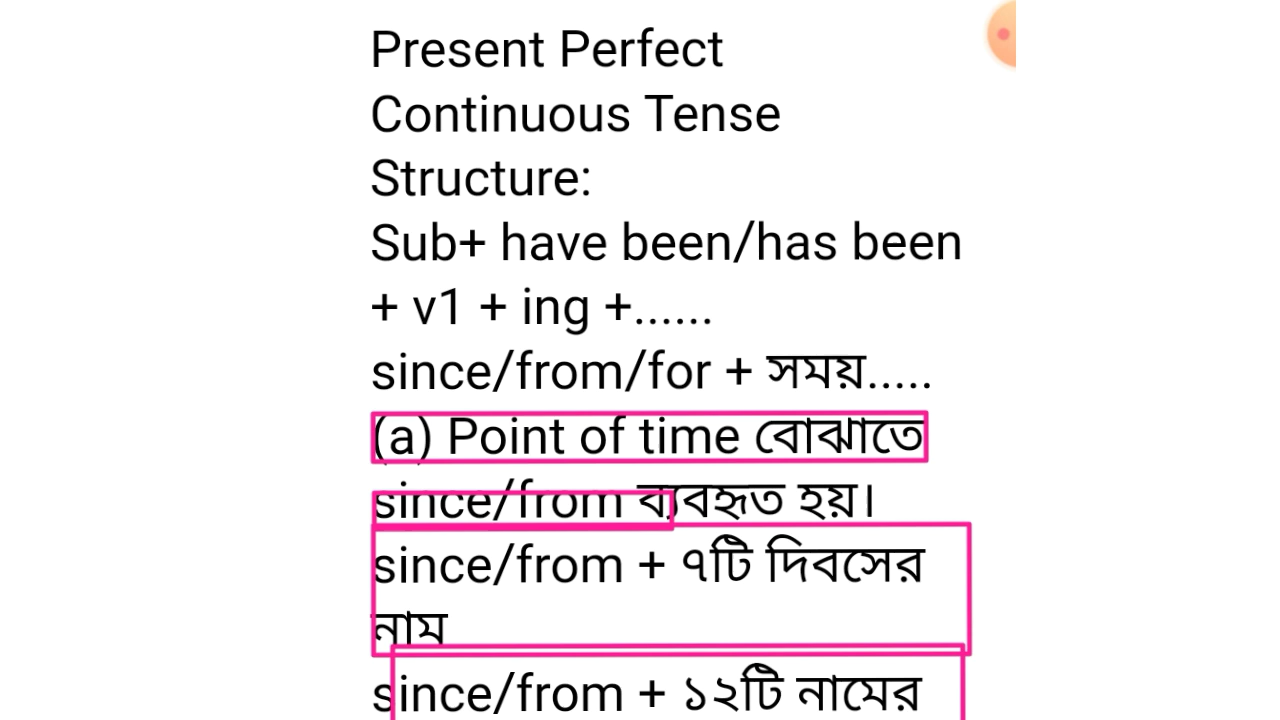 Present Perfect
Continuous Tense
Structure:
Sub+ have been/has been
+ v1 + ing +......
since/from/for + সময়.....
(a) Point of time বোঝাতে
since/from ব্যবহৃত হয়।
since/from + ৭টি দিবসের
নাম
since/from + ১২টি নামের